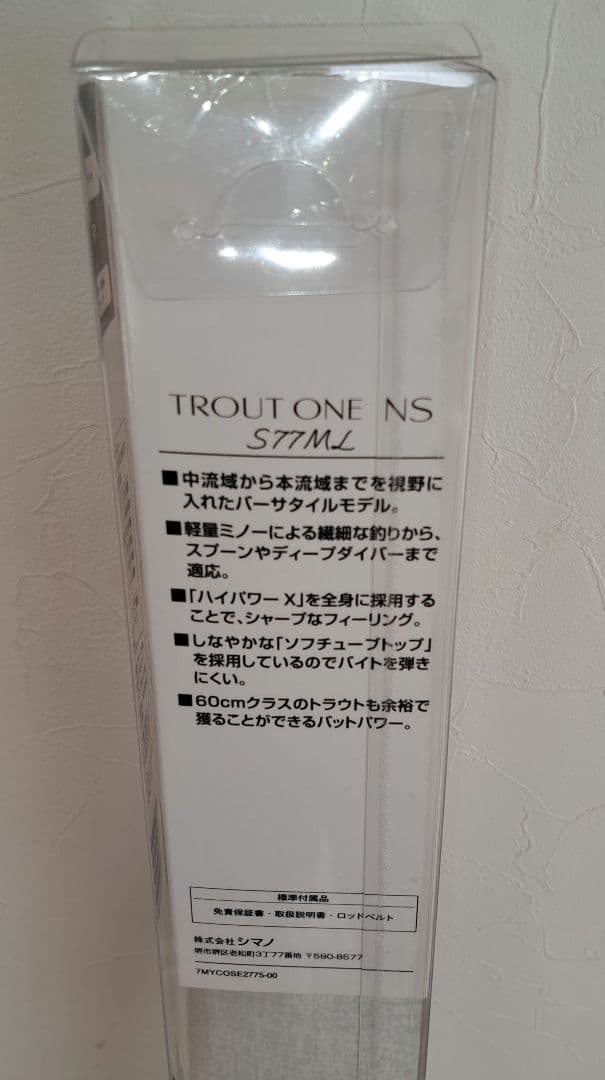 TROUT ONE NS
S77ML
■中流域から本流域までを視野に
入れたバーサタイルモデル。
■軽量ミノーによる繊細な釣りから、
スプーンやディープダイバーまで
適応。
■「ハイパワーX」を全身に採用する
ことで、シャープなフィーリング。
■しなやかな「ソフチューブトップ」
を採用しているのでバイトを弾き
にくい。
■60cmクラスのトラウトも余裕で
獲ることができるバットパワー。
標準付属品
免責保証書・取扱説明書・ロッドベルト
株式会社シマノ
堺市堺区老松町3丁77番地 〒590-8577
7MYCOSE2775-00